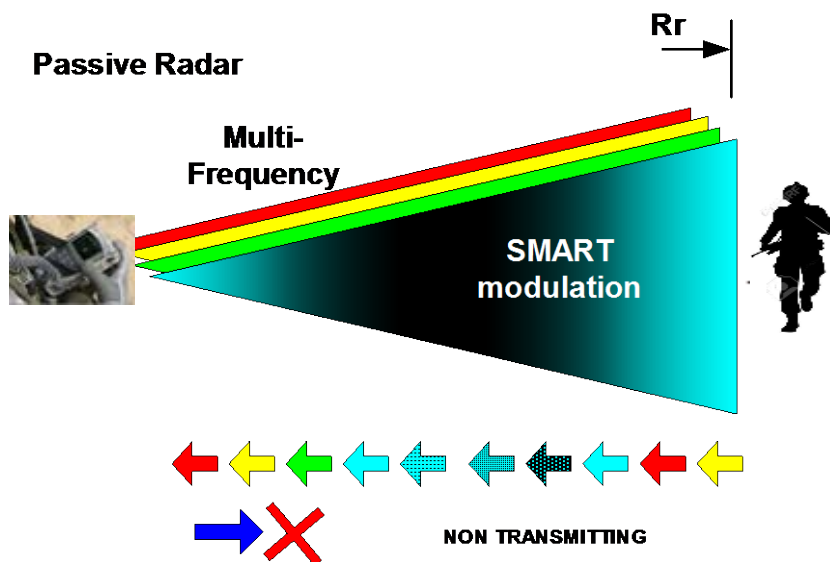 Rr
Passive Radar
Multi-
Frequency
SMART
modulation
NON TRANSMITTING